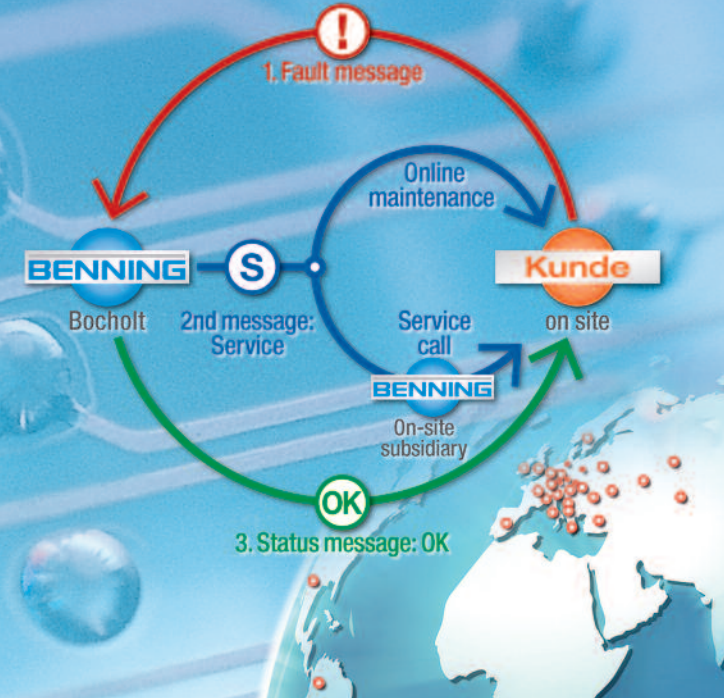 !
1. Fault message
Online
maintenance
BENNING
S
Kunde
Bocholt
2nd message:
Service
Service
call
on site
BENNING
On-site
subsidiary
OK
3. Status message: OK